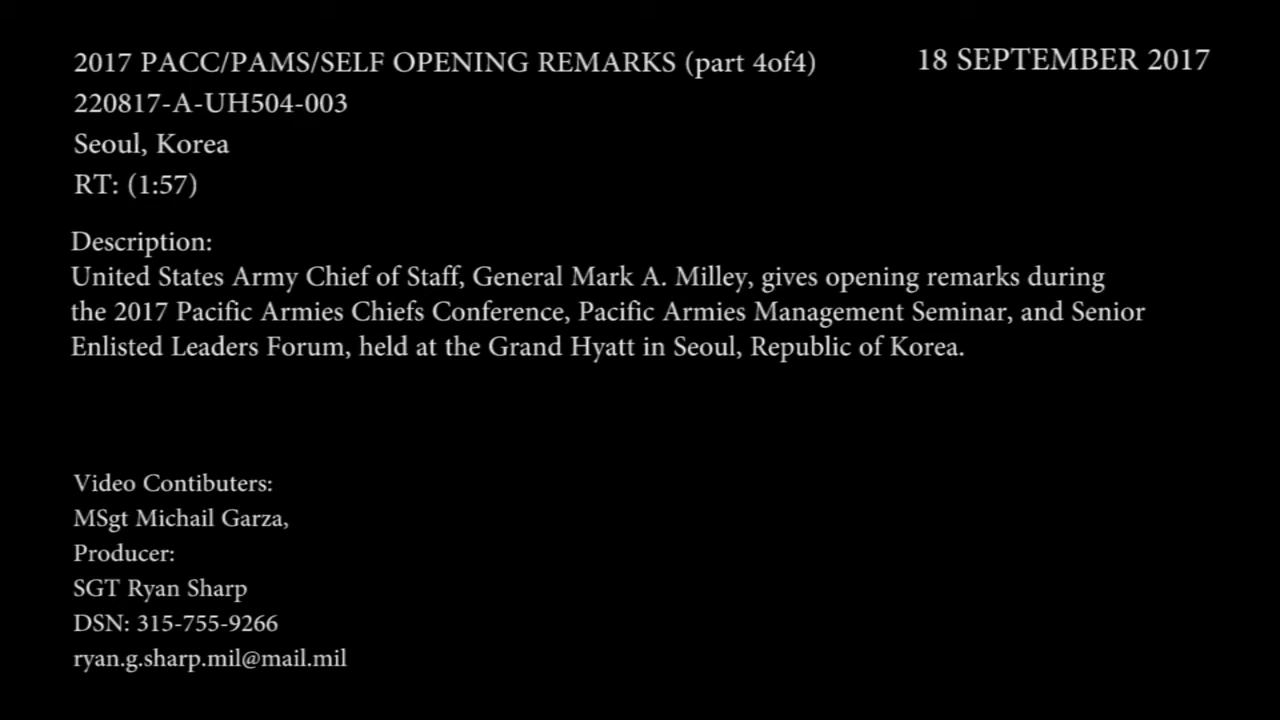 2017 PACC/PAMS/SELF OPENING REMARKS (part 4of4)
18 SEPTEMBER 2017
220817-A-UH504-003
Seoul, Korea
RT: (1:57)
Description:
United States Army Chief of Staff, General Mark A. Milley, gives opening remarks during
the 2017 Pacific Armies Chiefs Conference, Pacific Armies Management Seminar, and Senior
Enlisted Leaders Forum, held at the Grand Hyatt in Seoul, Republic of Korea.
Video Contibuters:
MSgt Michail Garza,
Producer:
SGT Ryan Sharp
DSN: 315-755-9266
ryan.g.sharp.mil@mail.mil